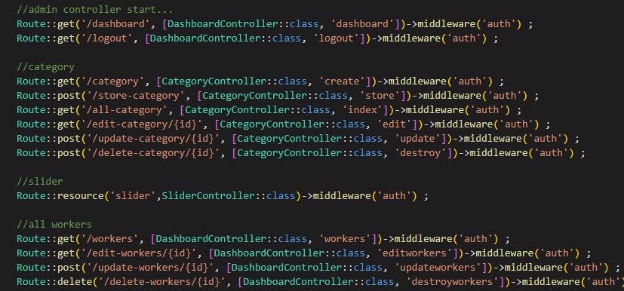 //admin controller start...
Route::get('/dashboard', [DashboardController::class, 'dashboard'])->middleware('auth') ;
Route::get('/logout', [DashboardController::class, 'logout'])->middleware('auth') ;
//category
Route::get('/category', [CategoryController::class, 'create'])->middleware('auth') ;
Route::post('/store-category', [CategoryController::class, 'store'])->middleware('auth') ;
Route::get('/all-category', [CategoryController::class, 'index'])->middleware('auth') ;
Route::get('/edit-category/{id}', [CategoryController::class, 'edit'])->middleware('auth') ;
Route::post('/update-category/{id}', [CategoryController::class, 'update'])->middleware('auth') ;
Route::post('/delete-category/{id}', [CategoryController::class, 'destroy'])->middleware('auth') ;
//slider
Route::resource('slider',SliderController::class)->middleware('auth') ;
//all workers
Route::get('/workers', [DashboardController::class, 'workers'])->middleware('auth') ;
Route::get('/edit-workers/{id}', [DashboardController::class, 'editworkers'])->middleware('auth') ;
Route::post('/update-workers/{id}', [DashboardController::class, 'updateworkers'])->middleware('auth') ;
Route::delete('/delete-workers/{id}', [DashboardController::class, 'destroyworkers'])->middleware('auth')